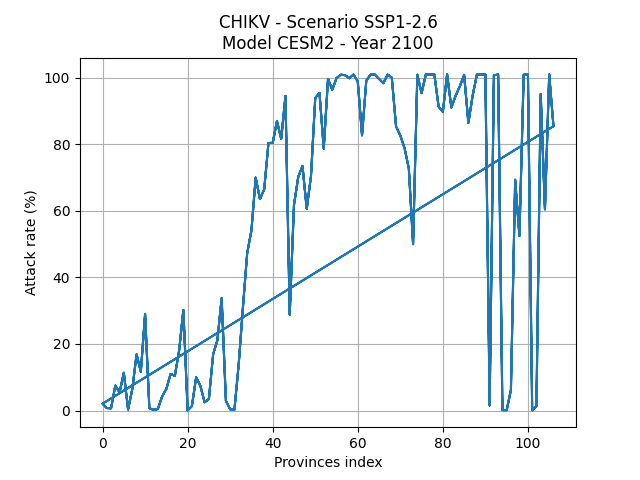 CHIKV - Scenario SSP1-2.6
Model CESM2 - Year 2100
100
80
60
40
20
0
Attack rate (%)
0 20 40 60 80 100
Provinces index